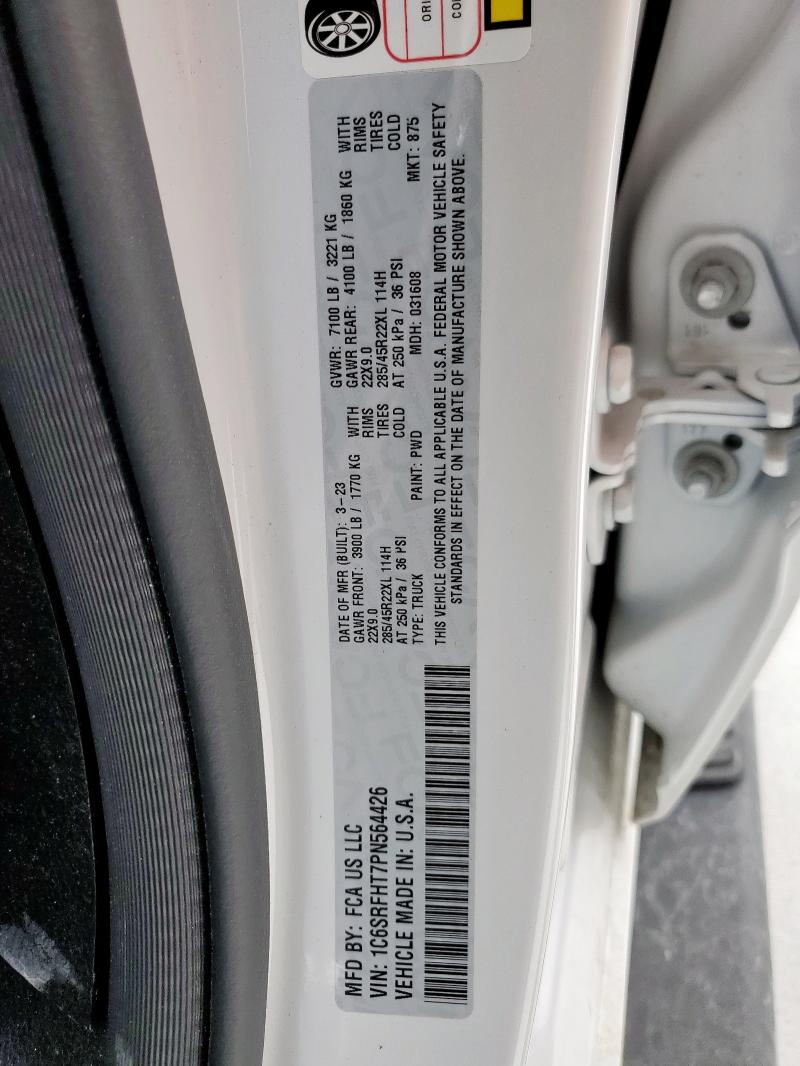 ORI
COL
MFD BY: FCA US LLC
VIN: 1C6SRFHT7PN564426
VEHICLE MADE IN: U.S.A.
DATE OF MFR (BUILT): 3-23 GVWR: 7100 LB / 3221 KG
GAWR FRONT: 3900 LB / 1770 KG WITH GAWR REAR: 4100 LB / 1860 KG WITH
22X9.0 RIMS 22X9.0 RIMS
285/45R22XL 114H TIRES 285/45R22XL 114H TIRES
AT 250 kPa / 36 PSI COLD AT 250 kPa / 36 PSI COLD
TYPE: TRUCK PAINT: PWD MDH: 031608 MKT: 875
THIS VEHICLE CONFORMS TO ALL APPLICABLE U.S.A. FEDERAL MOTOR VEHICLE SAFETY
STANDARDS IN EFFECT ON THE DATE OF MANUFACTURE SHOWN ABOVE.
181
177